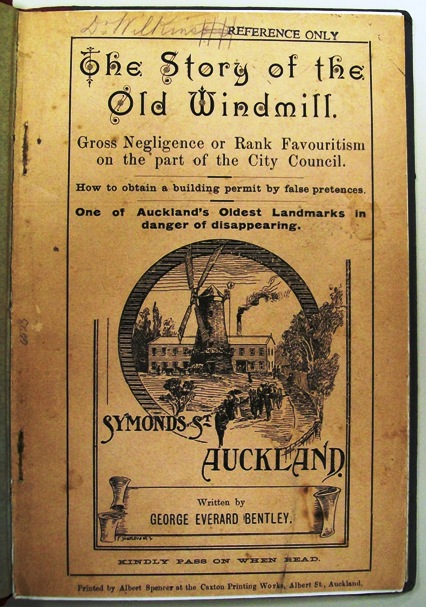 Dr Wilkinson
REFERENCE ONLY
The Story of the
Old Windmill.
Gross Negligence or Rank Favouritism
on the part of the City Council.
How to obtain a building permit by false pretences.
One of Auckland's Oldest Landmarks in
danger of disappearing.
SYMONDS ST
AUCKLAND.
Written by
GEORGE EVERARD BENTLEY.
KINDLY PASS ON WHEN READ.
Printed by Albert Spencer at the Caxton Printing Works, Albert St., Auckland.